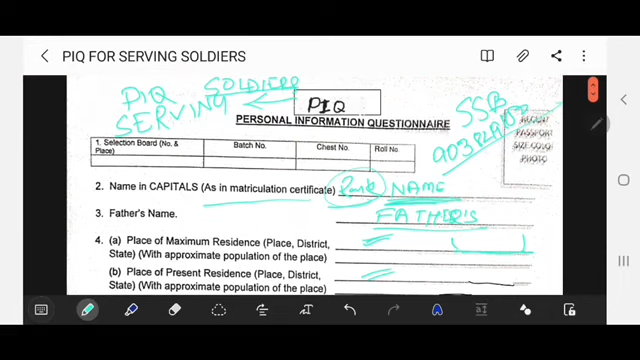 PIQ FOR SERVING SOLDIERS
PIQ SOLDIERS
SERVING
PIQ
PERSONAL INFORMATION QUESTIONNAIRE
SSB
RECENT
PASSPORT
SIZE COLOUR
PHOTO
1. Selection Board (No. & Place) Batch No. Chest No. Roll No.
2. Name in CAPITALS (As in matriculation certificate) Rank NAME
3. Father's Name. FATHER'S
4. (a) Place of Maximum Residence (Place, District,
State) (With approximate population of the place)
(b) Place of Present Residence (Place, District,
State) (With approximate population of the place)